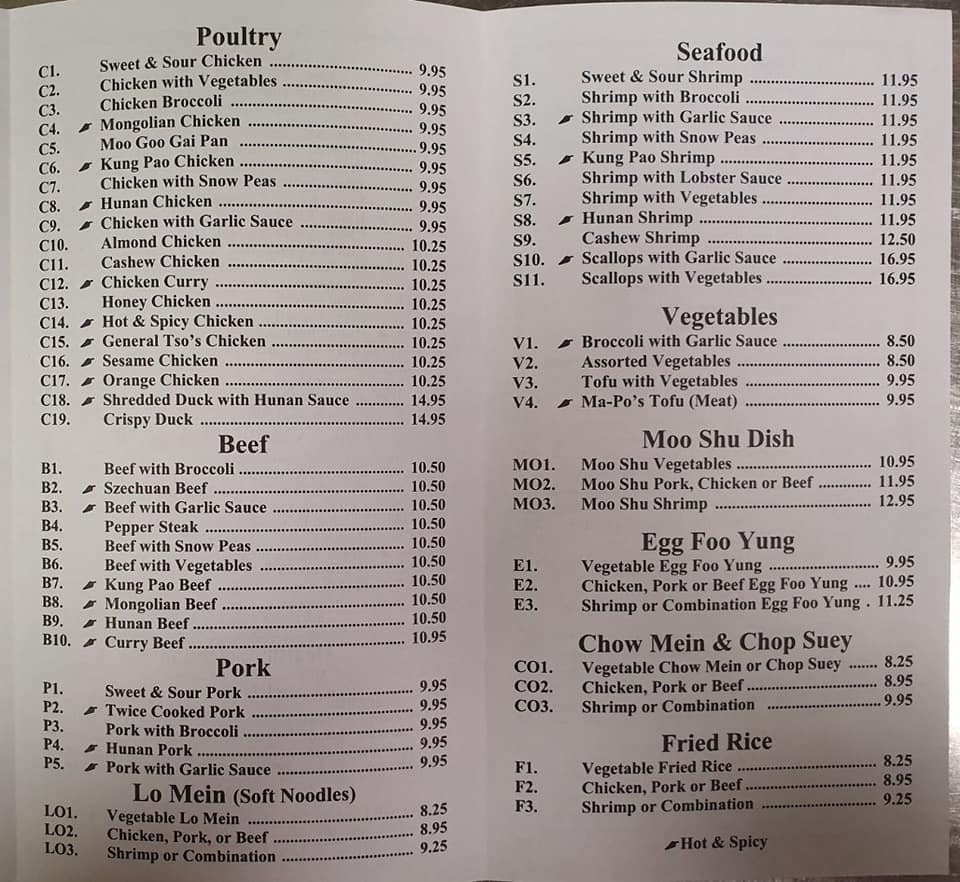 Poultry
C1. Sweet & Sour Chicken ........ 9.95
C2. Chicken with Vegetables ........ 9.95
C3. Chicken Broccoli ........ 9.95
C4. Mongolian Chicken ........ 9.95
C5. Moo Goo Gai Pan ........ 9.95
C6. Kung Pao Chicken ........ 9.95
C7. Chicken with Snow Peas ........ 9.95
C8. Hunan Chicken ........ 9.95
C9. Chicken with Garlic Sauce ........ 9.95
C10. Almond Chicken ........ 10.25
C11. Cashew Chicken ........ 10.25
C12. Chicken Curry ........ 10.25
C13. Honey Chicken ........ 10.25
C14. Hot & Spicy Chicken ........ 10.25
C15. General Tso's Chicken ........ 10.25
C16. Sesame Chicken ........ 10.25
C17. Orange Chicken ........ 10.25
C18. Shredded Duck with Hunan Sauce ........ 14.95
C19. Crispy Duck ........ 14.95
Beef
B1. Beef with Broccoli ........ 10.50
B2. Szechuan Beef ........ 10.50
B3. Beef with Garlic Sauce ........ 10.50
B4. Pepper Steak ........ 10.50
B5. Beef with Snow Peas ........ 10.50
B6. Beef with Vegetables ........ 10.50
B7. Kung Pao Beef ........ 10.50
B8. Mongolian Beef ........ 10.50
B9. Hunan Beef ........ 10.50
B10. Curry Beef ........ 10.95
Pork
P1. Sweet & Sour Pork ........ 9.95
P2. Twice Cooked Pork ........ 9.95
P3. Pork with Broccoli ........ 9.95
P4. Hunan Pork ........ 9.95
P5. Pork with Garlic Sauce ........ 9.95
Lo Mein (Soft Noodles)
LO1. Vegetable Lo Mein ........ 8.25
LO2. Chicken, Pork, or Beef ........ 8.95
LO3. Shrimp or Combination ........ 9.25
Seafood
S1. Sweet & Sour Shrimp ........ 11.95
S2. Shrimp with Broccoli ........ 11.95
S3. Shrimp with Garlic Sauce ........ 11.95
S4. Shrimp with Snow Peas ........ 11.95
S5. Kung Pao Shrimp ........ 11.95
S6. Shrimp with Lobster Sauce ........ 11.95
S7. Shrimp with Vegetables ........ 11.95
S8. Hunan Shrimp ........ 11.95
S9. Cashew Shrimp ........ 12.50
S10. Scallops with Garlic Sauce ........ 16.95
S11. Scallops with Vegetables ........ 16.95
Vegetables
V1. Broccoli with Garlic Sauce ........ 8.50
V2. Assorted Vegetables ........ 8.50
V3. Tofu with Vegetables ........ 9.95
V4. Ma-Po's Tofu (Meat) ........ 9.95
Moo Shu Dish
MO1. Moo Shu Vegetables ........ 10.95
MO2. Moo Shu Pork, Chicken or Beef ........ 11.95
MO3. Moo Shu Shrimp ........ 12.95
Egg Foo Yung
E1. Vegetable Egg Foo Yung ........ 9.95
E2. Chicken, Pork or Beef Egg Foo Yung .... 10.95
E3. Shrimp or Combination Egg Foo Yung . 11.25
Chow Mein & Chop Suey
CO1. Vegetable Chow Mein or Chop Suey ....... 8.25
CO2. Chicken, Pork or Beef ........ 8.95
CO3. Shrimp or Combination ........ 9.95
Fried Rice
F1. Vegetable Fried Rice ........ 8.25
F2. Chicken, Pork or Beef ........ 8.95
F3. Shrimp or Combination ........ 9.25
Hot & Spicy